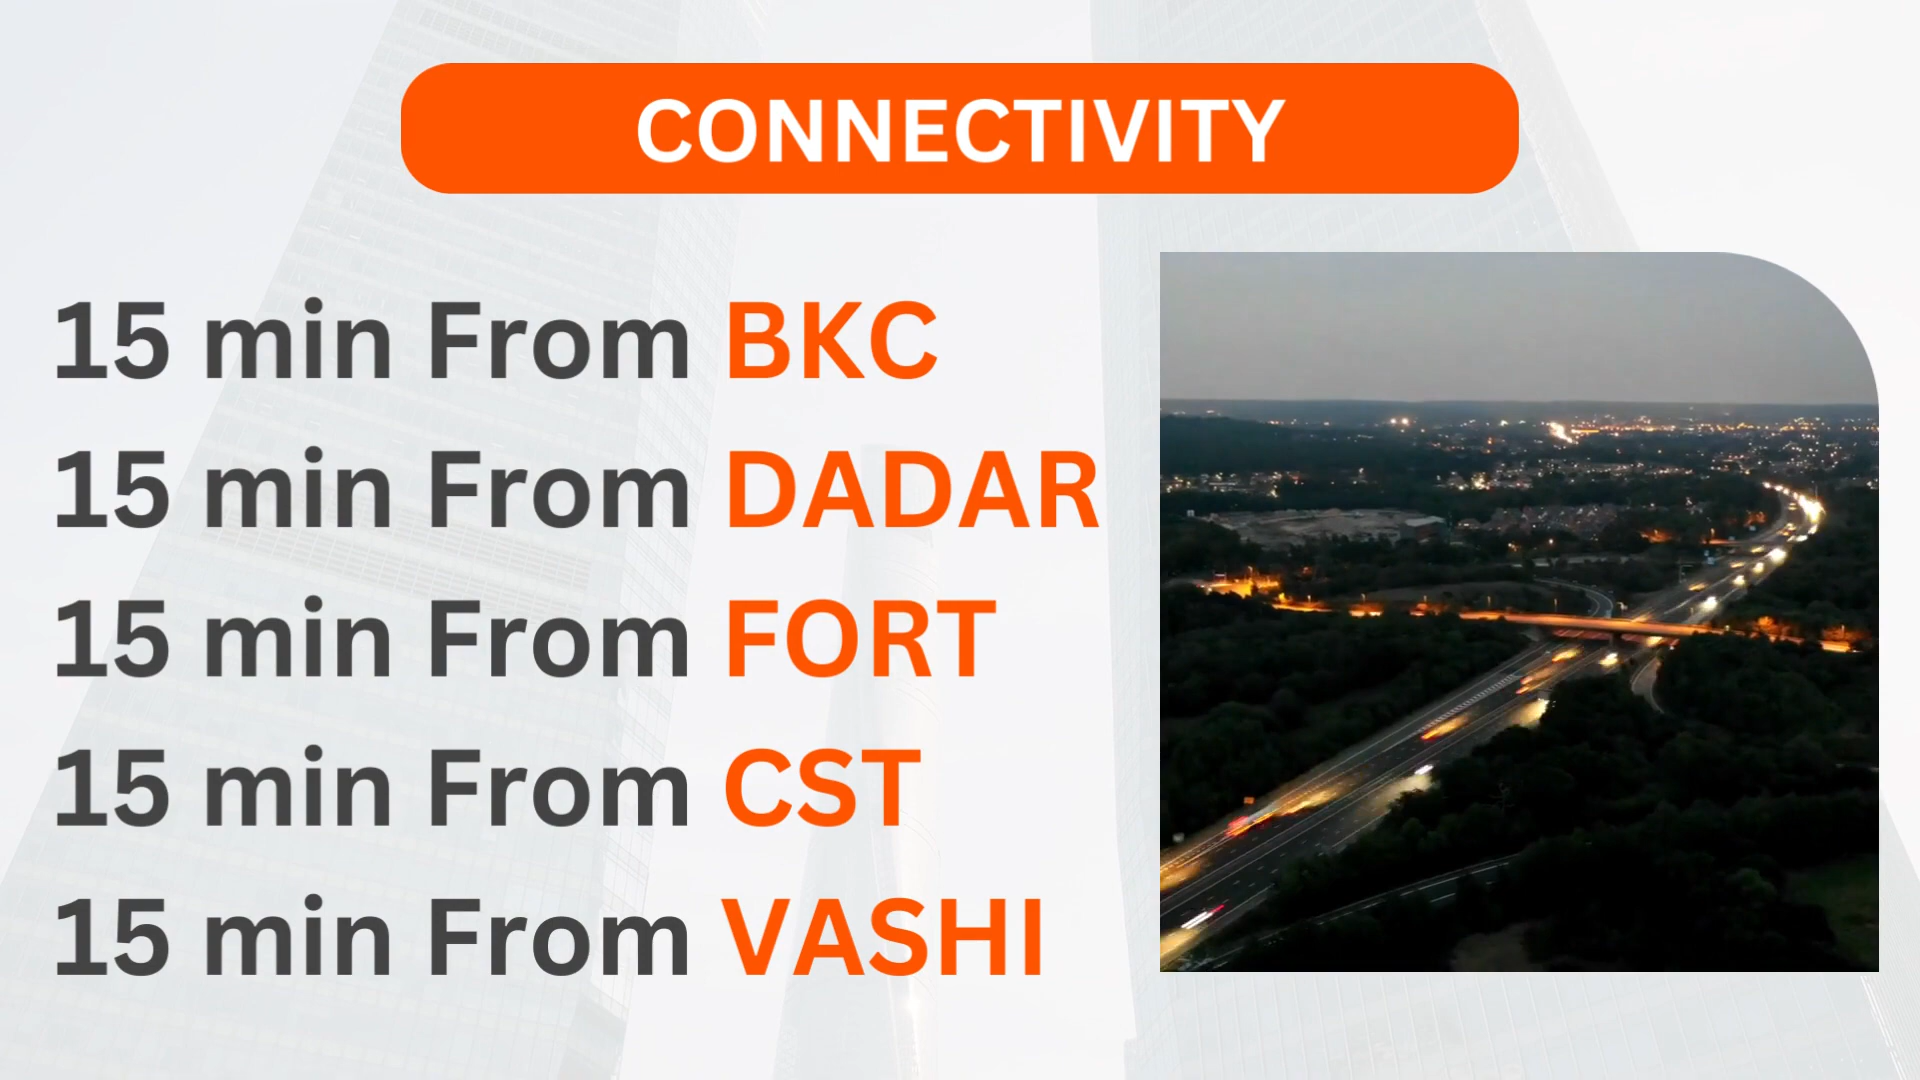 CONNECTIVITY
15 min From BKC
15 min From DADAR
15 min From FORT
15 min From CST
15 min From VASHI